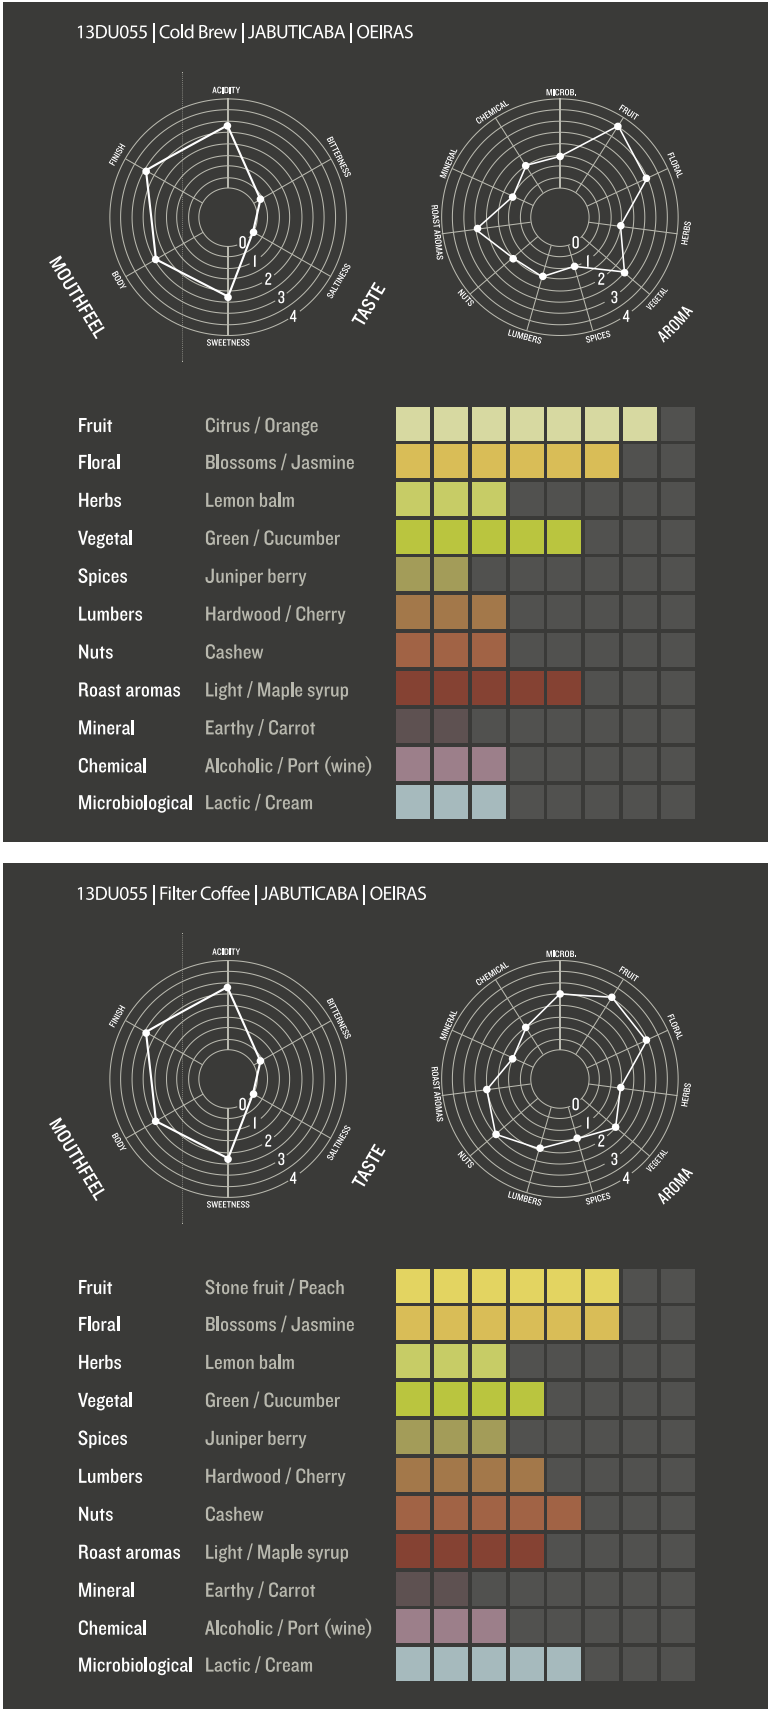 13DU055 | Cold Brew | JABUTICABA | OEIRAS
ACIDITY
BITTERNESS
SALTINESS
SWEETNESS
BODY
FINISH
0
1
2
3
4
MOUTHFEEL
TASTE
MICROB.
FRUIT
FLORAL
HERBS
VEGETAL
SPICES
LUMBERS
NUTS
ROAST AROMAS
MINERAL
CHEMICAL
0
1
2
3
4
AROMA
Fruit Citrus / Orange
Floral Blossoms / Jasmine
Herbs Lemon balm
Vegetal Green / Cucumber
Spices Juniper berry
Lumbers Hardwood / Cherry
Nuts Cashew
Roast aromas Light / Maple syrup
Mineral Earthy / Carrot
Chemical Alcoholic / Port (wine)
Microbiological Lactic / Cream
13DU055 | Filter Coffee | JABUTICABA | OEIRAS
ACIDITY
BITTERNESS
SALTINESS
SWEETNESS
BODY
FINISH
0
1
2
3
4
MOUTHFEEL
TASTE
MICROB.
FRUIT
FLORAL
HERBS
VEGETAL
SPICES
LUMBERS
NUTS
ROAST AROMAS
MINERAL
CHEMICAL
0
1
2
3
4
AROMA
Fruit Stone fruit / Peach
Floral Blossoms / Jasmine
Herbs Lemon balm
Vegetal Green / Cucumber
Spices Juniper berry
Lumbers Hardwood / Cherry
Nuts Cashew
Roast aromas Light / Maple syrup
Mineral Earthy / Carrot
Chemical Alcoholic / Port (wine)
Microbiological Lactic / Cream